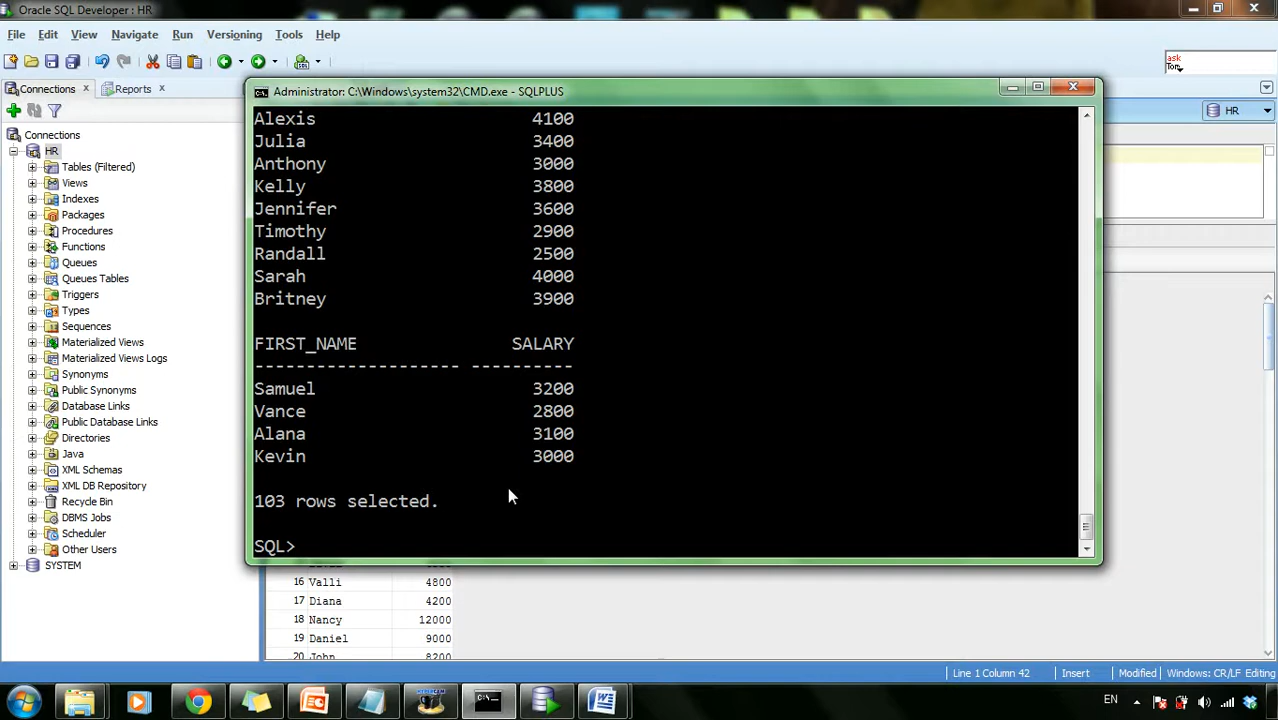 Oracle SQL Developer : HR
File Edit View Navigate Run Versioning Tools Help
ask
Tom
Connections Reports
Connections
HR
Tables (Filtered)
Views
Indexes
Packages
Procedures
Functions
Queues
Queues Tables
Triggers
Types
Sequences
Materialized Views
Materialized Views Logs
Synonyms
Public Synonyms
Database Links
Public Database Links
Directories
Java
XML Schemas
XML DB Repository
Recycle Bin
DBMS Jobs
Scheduler
Other Users
SYSTEM
Administrator: C:\Windows\system32\CMD.exe - SQLPLUS
Alexis 4100
Julia 3400
Anthony 3000
Kelly 3800
Jennifer 3600
Timothy 2900
Randall 2500
Sarah 4000
Britney 3900
FIRST_NAME SALARY
-------------------- ----------
Samuel 3200
Vance 2800
Alana 3100
Kevin 3000
103 rows selected.
SQL>
HR
16 Valli 4800
17 Diana 4200
18 Nancy 12000
19 Daniel 9000
20 John 8200
Line 1 Column 42 Insert Modified Windows: CR/LF Editing
EN